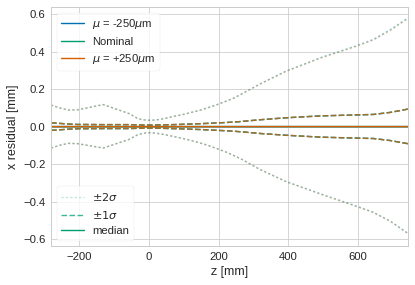 0.6
0.4
0.2
0.0
−0.2
−0.4
−0.6
x residual [mm]
μ = -250μm
Nominal
μ = +250μm
±2σ
±1σ
median
−200
0
200
400
600
z [mm]